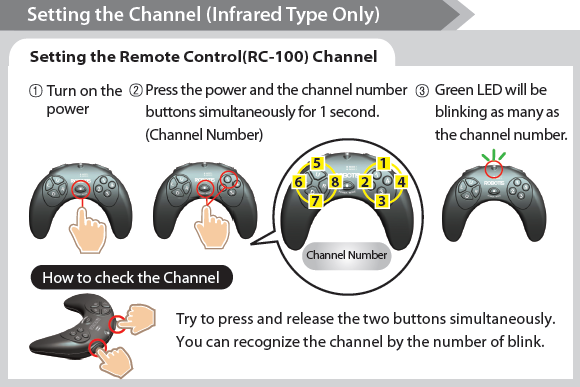 Setting the Channel (Infrared Type Only)
Setting the Remote Control(RC-100) Channel
① Turn on the
power
② Press the power and the channel number
buttons simultaneously for 1 second.
(Channel Number)
③ Green LED will be
blinking as many as
the channel number.
5 1
6 8 2 4
7 3
Channel Number
ROBOTIS
How to check the Channel
Try to press and release the two buttons simultaneously.
You can recognize the channel by the number of blink.